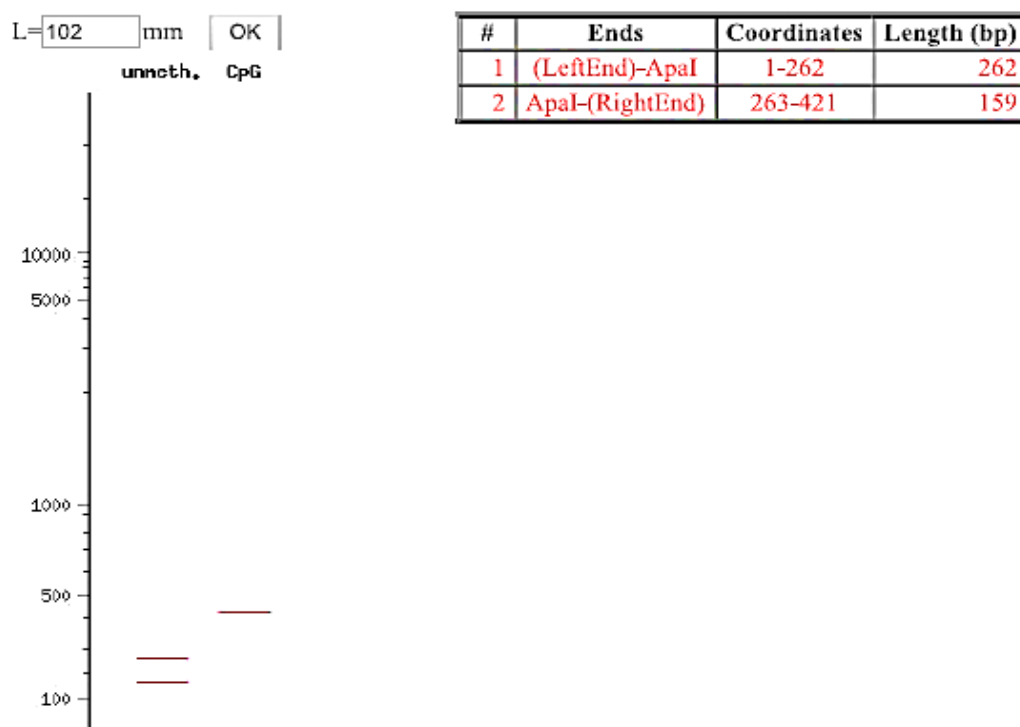 L=102 mm OK
unmeth. CpG
10000
5000
1000
500
100
# Ends Coordinates Length (bp)
1 (LeftEnd)-ApaI 1-262 262
2 ApaI-(RightEnd) 263-421 159